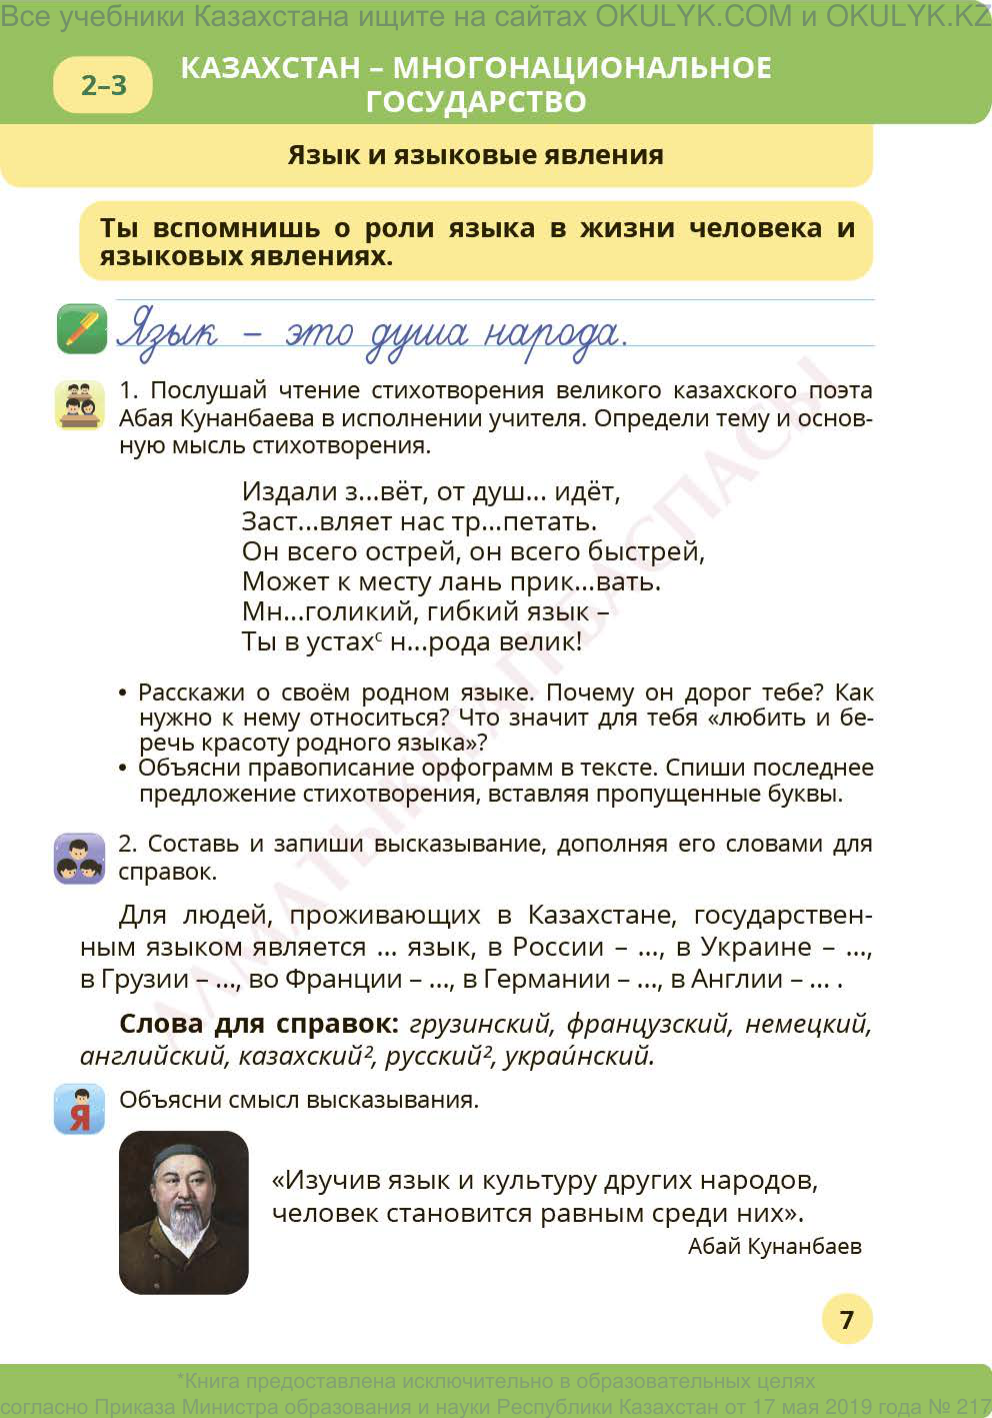 Все учебники Казахстана ищите на сайтах OKULYK.COM и OKULYK.KZ
2–3
КАЗАХСТАН – МНОГОНАЦИОНАЛЬНОЕ
ГОСУДАРСТВО
Язык и языковые явления
Ты вспомнишь о роли языка в жизни человека и
языковых явлениях.
Язык – это душа народа.
1. Послушай чтение стихотворения великого казахского поэта
Абая Кунанбаева в исполнении учителя. Определи тему и основ-
ную мысль стихотворения.
Издали з...вёт, от душ... идёт,
Заст...вляет нас тр...петать.
Он всего острей, он всего быстрей,
Может к месту лань прик...вать.
Мн...голикий, гибкий язык –
Ты в устахс н...рода велик!
• Расскажи о своём родном языке. Почему он дорог тебе? Как
нужно к нему относиться? Что значит для тебя «любить и бе-
речь красоту родного языка»?
• Объясни правописание орфограмм в тексте. Спиши последнее
предложение стихотворения, вставляя пропущенные буквы.
2. Составь и запиши высказывание, дополняя его словами для
справок.
Для людей, проживающих в Казахстане, государствен-
ным языком является ... язык, в России – ..., в Украине – ...,
в Грузии – ..., во Франции – ..., в Германии – ..., в Англии – ... .
Слова для справок: грузинский, французский, немецкий,
английский, казахский², русский², укра́инский.
Я
Объясни смысл высказывания.
«Изучив язык и культуру других народов,
человек становится равным среди них».
Абай Кунанбаев
7
АЛМАТЫКІТАП БАСПАСЫ
*Книга предоставлена исключительно в образовательных целях
согласно Приказа Министра образования и науки Республики Казахстан от 17 мая 2019 года № 217